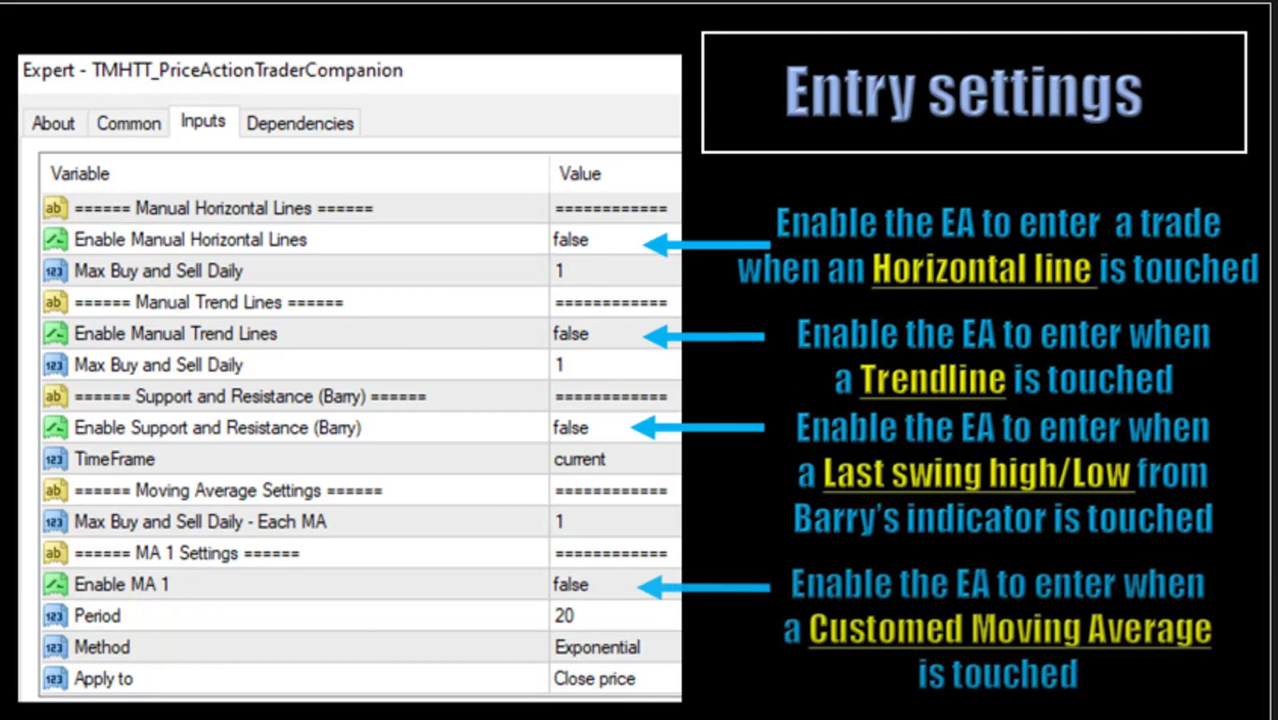 Expert - TMHTT_PriceActionTraderCompanion
About Common Inputs Dependencies
Variable Value
====== Manual Horizontal Lines ====== ============
Enable Manual Horizontal Lines false
Max Buy and Sell Daily 1
====== Manual Trend Lines ====== ============
Enable Manual Trend Lines false
Max Buy and Sell Daily 1
====== Support and Resistance (Barry) ====== ============
Enable Support and Resistance (Barry) false
TimeFrame current
====== Moving Average Settings ====== ============
Max Buy and Sell Daily - Each MA 1
====== MA 1 Settings ====== ============
Enable MA 1 false
Period 20
Method Exponential
Apply to Close price
Entry settings
Enable the EA to enter a trade
when an Horizontal line is touched
Enable the EA to enter when
a Trendline is touched
Enable the EA to enter when
a Last swing high/Low from
Barry's indicator is touched
Enable the EA to enter when
a Customed Moving Average
is touched